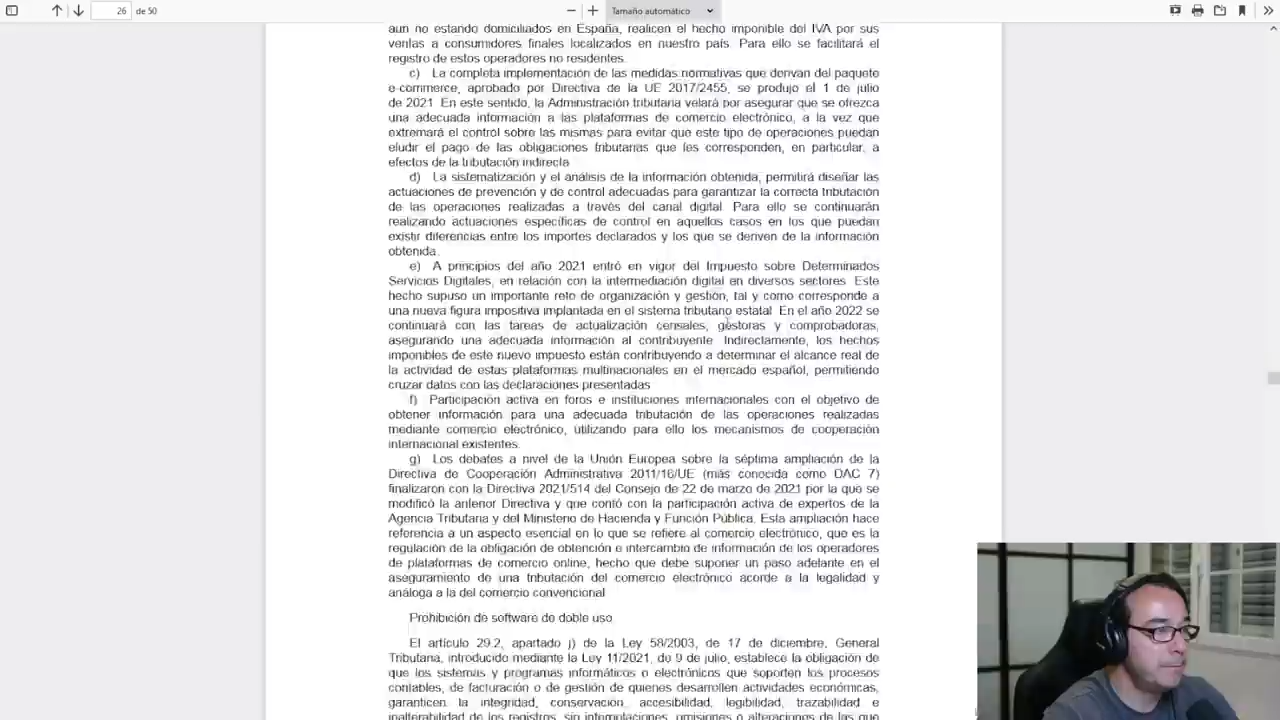 26 de 50 Tamaño automático
aun no estando domiciliados en España, realicen el hecho imponible del IVA por sus
ventas a consumidores finales localizados en nuestro país. Para ello se facilitará el
registro de estos operadores no residentes.
c) La completa implementación de las medidas normativas que derivan del paquete
e-commerce, aprobado por Directiva de la UE 2017/2455, se produjo el 1 de julio
de 2021. En este sentido, la Administración tributaria velará por asegurar que se ofrezca
una adecuada información a las plataformas de comercio electrónico, a la vez que
extremará el control sobre las mismas para evitar que este tipo de operaciones puedan
eludir el pago de las obligaciones tributarias que les corresponden, en particular, a
efectos de la tributación indirecta.
d) La sistematización y el análisis de la información obtenida, permitirá diseñar las
actuaciones de prevención y de control adecuadas para garantizar la correcta tributación
de las operaciones realizadas a través del canal digital. Para ello se continuarán
realizando actuaciones específicas de control en aquellos casos en los que puedan
existir diferencias entre los importes declarados y los que se deriven de la información
obtenida.
e) A principios del año 2021 entró en vigor del Impuesto sobre Determinados
Servicios Digitales, en relación con la intermediación digital en diversos sectores. Este
hecho supuso un importante reto de organización y gestión, tal y como corresponde a
una nueva figura impositiva implantada en el sistema tributario estatal. En el año 2022 se
continuará con las tareas de actualización censales, gestoras y comprobadoras,
asegurando una adecuada información al contribuyente. Indirectamente, los hechos
imponibles de este nuevo impuesto están contribuyendo a determinar el alcance real de
la actividad de estas plataformas multinacionales en el mercado español, permitiendo
cruzar datos con las declaraciones presentadas.
f) Participación activa en foros e instituciones internacionales con el objetivo de
obtener información para una adecuada tributación de las operaciones realizadas
mediante comercio electrónico, utilizando para ello los mecanismos de cooperación
internacional existentes.
g) Los debates a nivel de la Unión Europea sobre la séptima ampliación de la
Directiva de Cooperación Administrativa 2011/16/UE (más conocida como DAC 7)
finalizaron con la Directiva 2021/514 del Consejo de 22 de marzo de 2021 por la que se
modificó la anterior Directiva y que contó con la participación activa de expertos de la
Agencia Tributaria y del Ministerio de Hacienda y Función Pública. Esta ampliación hace
referencia a un aspecto esencial en lo que se refiere al comercio electrónico, que es la
regulación de la obligación de obtención e intercambio de información de los operadores
de plataformas de comercio online, hecho que debe suponer un paso adelante en el
aseguramiento de una tributación del comercio electrónico acorde a la legalidad y
análoga a la del comercio convencional.
Prohibición de software de doble uso
El artículo 29.2, apartado j) de la Ley 58/2003, de 17 de diciembre, General
Tributaria, introducido mediante la Ley 11/2021, de 9 de julio, establece la obligación de
que los sistemas y programas informáticos o electrónicos que soporten los procesos
contables, de facturación o de gestión de quienes desarrollen actividades económicas,
garanticen la integridad, conservación, accesibilidad, legibilidad, trazabilidad e
inalterabilidad de los registros, sin interpolaciones, omisiones o alteraciones de las que